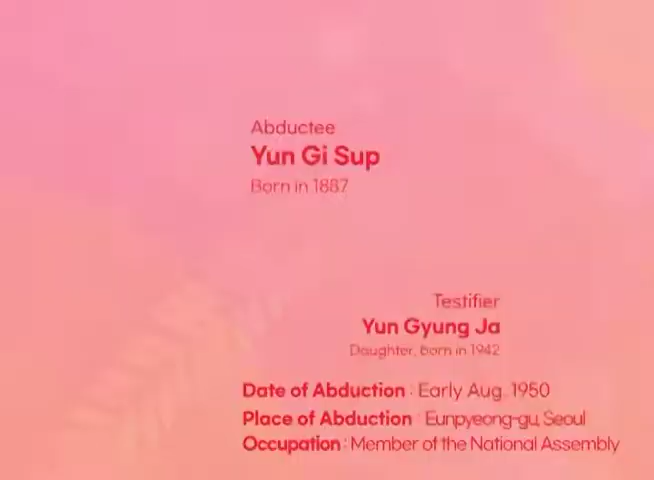 Abductee
Yun Gi Sup
Born in 1887
Testifier
Yun Gyung Ja
Daughter, Born in 1942
Date of Abduction : Early Aug. 1950
Place of Abduction : Eunpyeong-gu, Seoul
Occupation : Member of the National Assembly